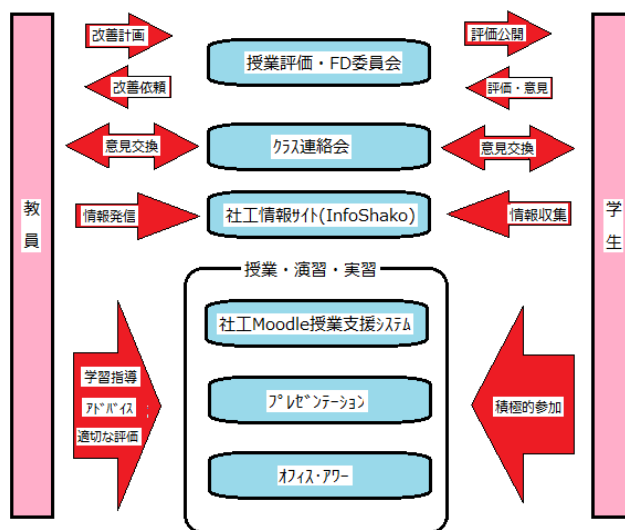 改善計画
評価公開
授業評価・FD委員会
改善依頼
評価・意見
意見交換
ｸﾗｽ連絡会
意見交換
教員
情報発信
社工情報ｻｲﾄ(InfoShako)
情報収集
学生
授業・演習・実習
社工Moodle授業支援ｼｽﾃﾑ
学習指導
ｱﾄﾞﾊﾞｲｽ
適切な評価
ﾌﾟﾚｾﾞﾝﾃｰｼｮﾝ
積極的参加
ｵﾌｨｽ･ｱﾜｰ